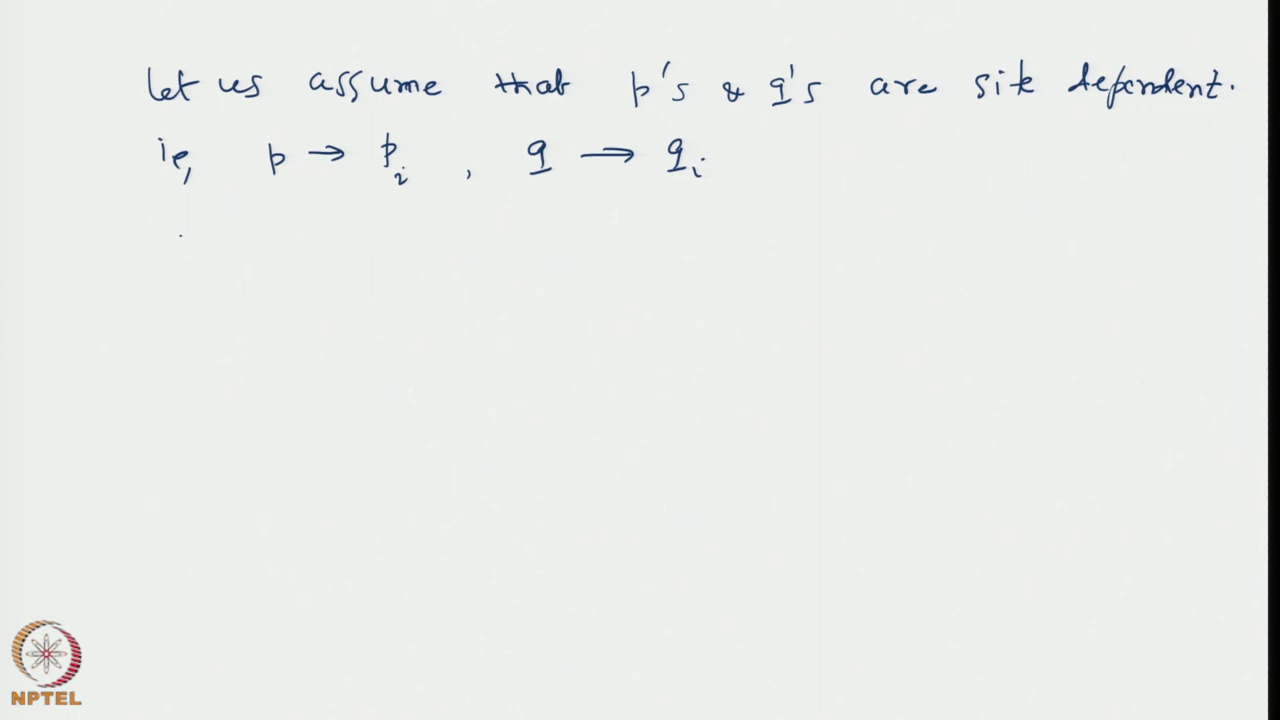 Let us assume that p's & q's are site dependent.
ie, p → p_i , q → q_i
NPTEL